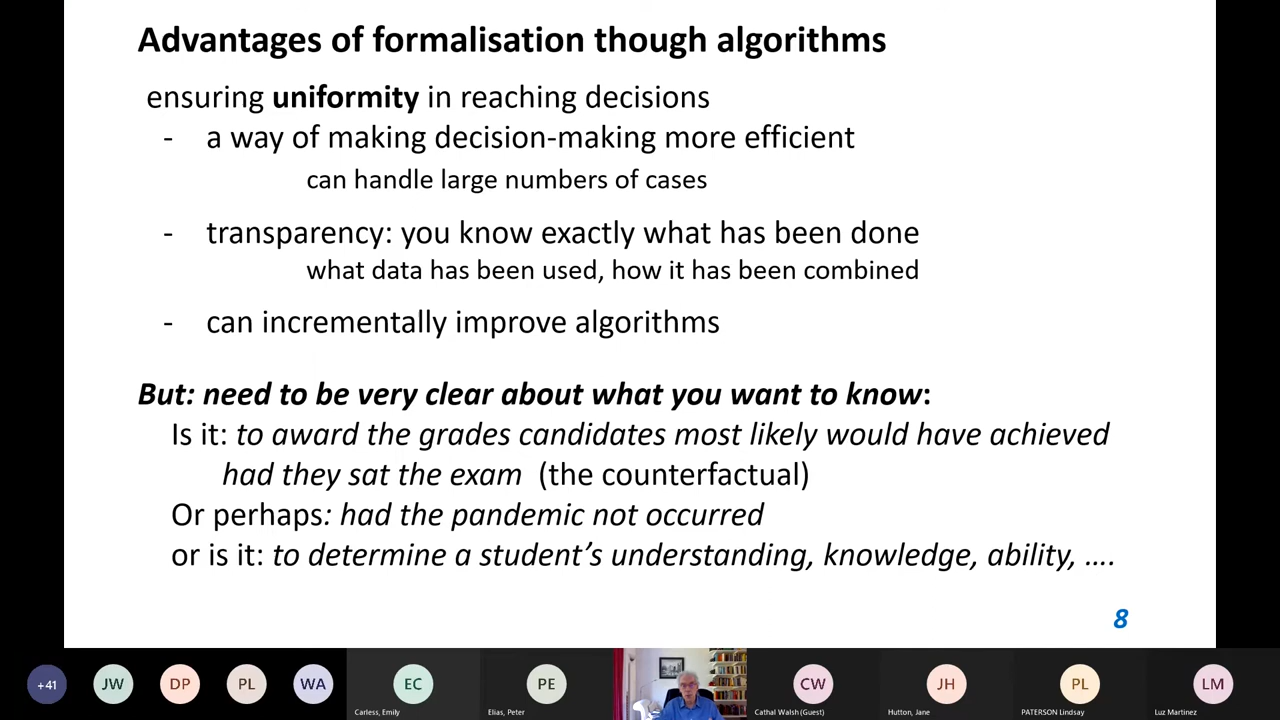 Advantages of formalisation though algorithms
ensuring uniformity in reaching decisions
- a way of making decision-making more efficient
can handle large numbers of cases
- transparency: you know exactly what has been done
what data has been used, how it has been combined
- can incrementally improve algorithms
But: need to be very clear about what you want to know:
Is it: to award the grades candidates most likely would have achieved
had they sat the exam (the counterfactual)
Or perhaps: had the pandemic not occurred
or is it: to determine a student's understanding, knowledge, ability, ....
8
+41 JW DP PL WA EC PE CW JH PL LM
Carless, Emily Elias, Peter Cathal Walsh (Guest) Hutton, Jane PATERSON Lindsay Luz Martinez